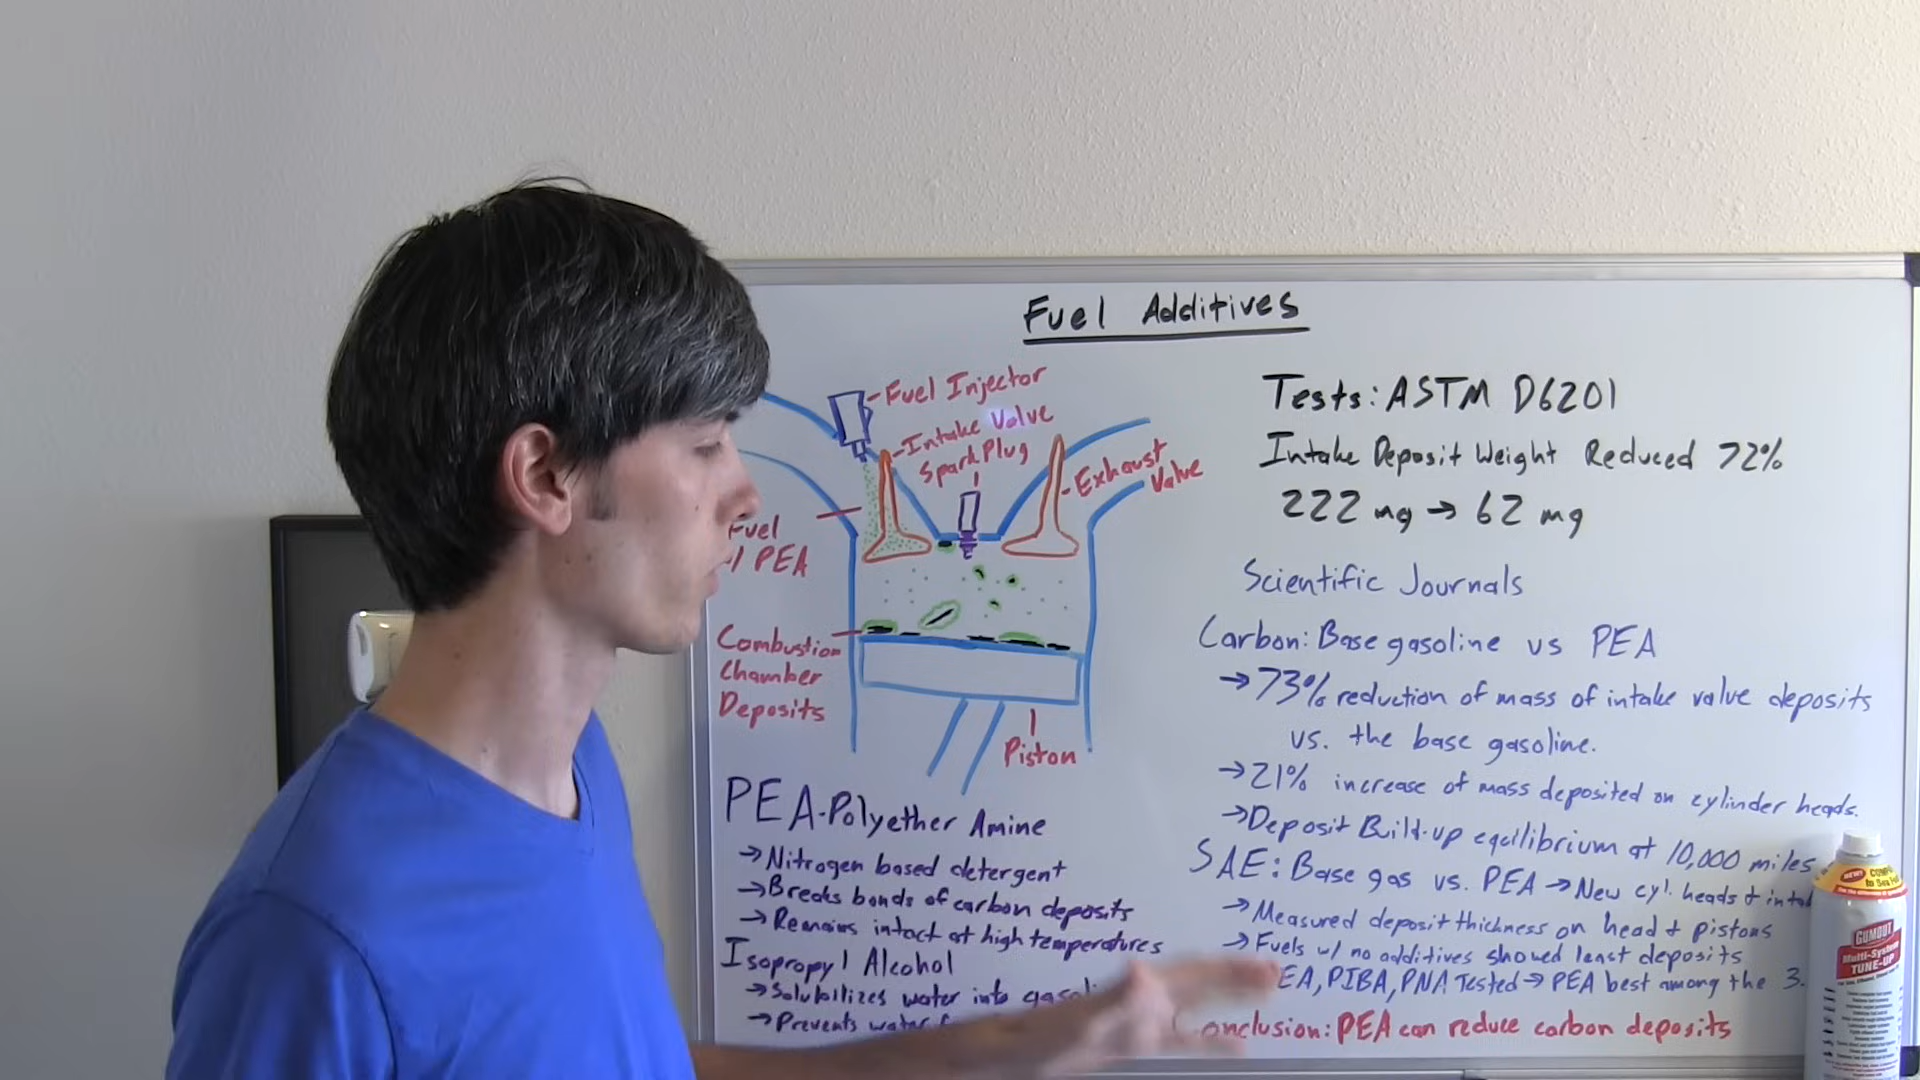 Fuel Additives
Fuel Injector
Intake Valve
Spark Plug
Exhaust
Valve
Fuel
w/ PEA
Combustion
Chamber
Deposits
Piston
PEA-Polyether Amine
→Nitrogen based detergent
→Breaks bonds of carbon deposits
→Remains intact at high temperatures
Isopropyl Alcohol
→Solubilizes water into
→Prevents water
Tests: ASTM D6201
Intake Deposit Weight Reduced 72%
222 mg → 62 mg
Scientific Journals
Carbon: Base gasoline vs PEA
→73% reduction of mass of intake valve deposits
vs. the base gasoline.
→21% increase of mass deposited on cylinder heads.
→Deposit Build-up equilibrium at 10,000 miles
SAE: Base gas vs. PEA → New cyl. heads +
→Measured deposit thickness on head + pistons
→Fuels w/ no additives showed least deposits
PEA, PIBA, PNA Tested → PEA best among the 3.
Conclusion: PEA can reduce carbon deposits
NEW!
to Sea
GUMOUT
Multi-System
TUNE-UP